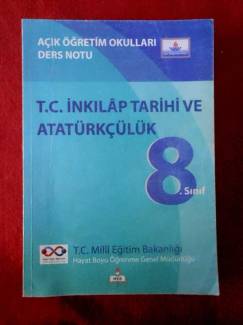 AÇIK ÖĞRETİM OKULLARI
DERS NOTU
T.C. İNKILÂP TARİHİ VE
ATATÜRKÇÜLÜK
8. Sınıf
T.C. Millî Eğitim Bakanlığı
Hayat Boyu Öğrenme Genel Müdürlüğü
MEB